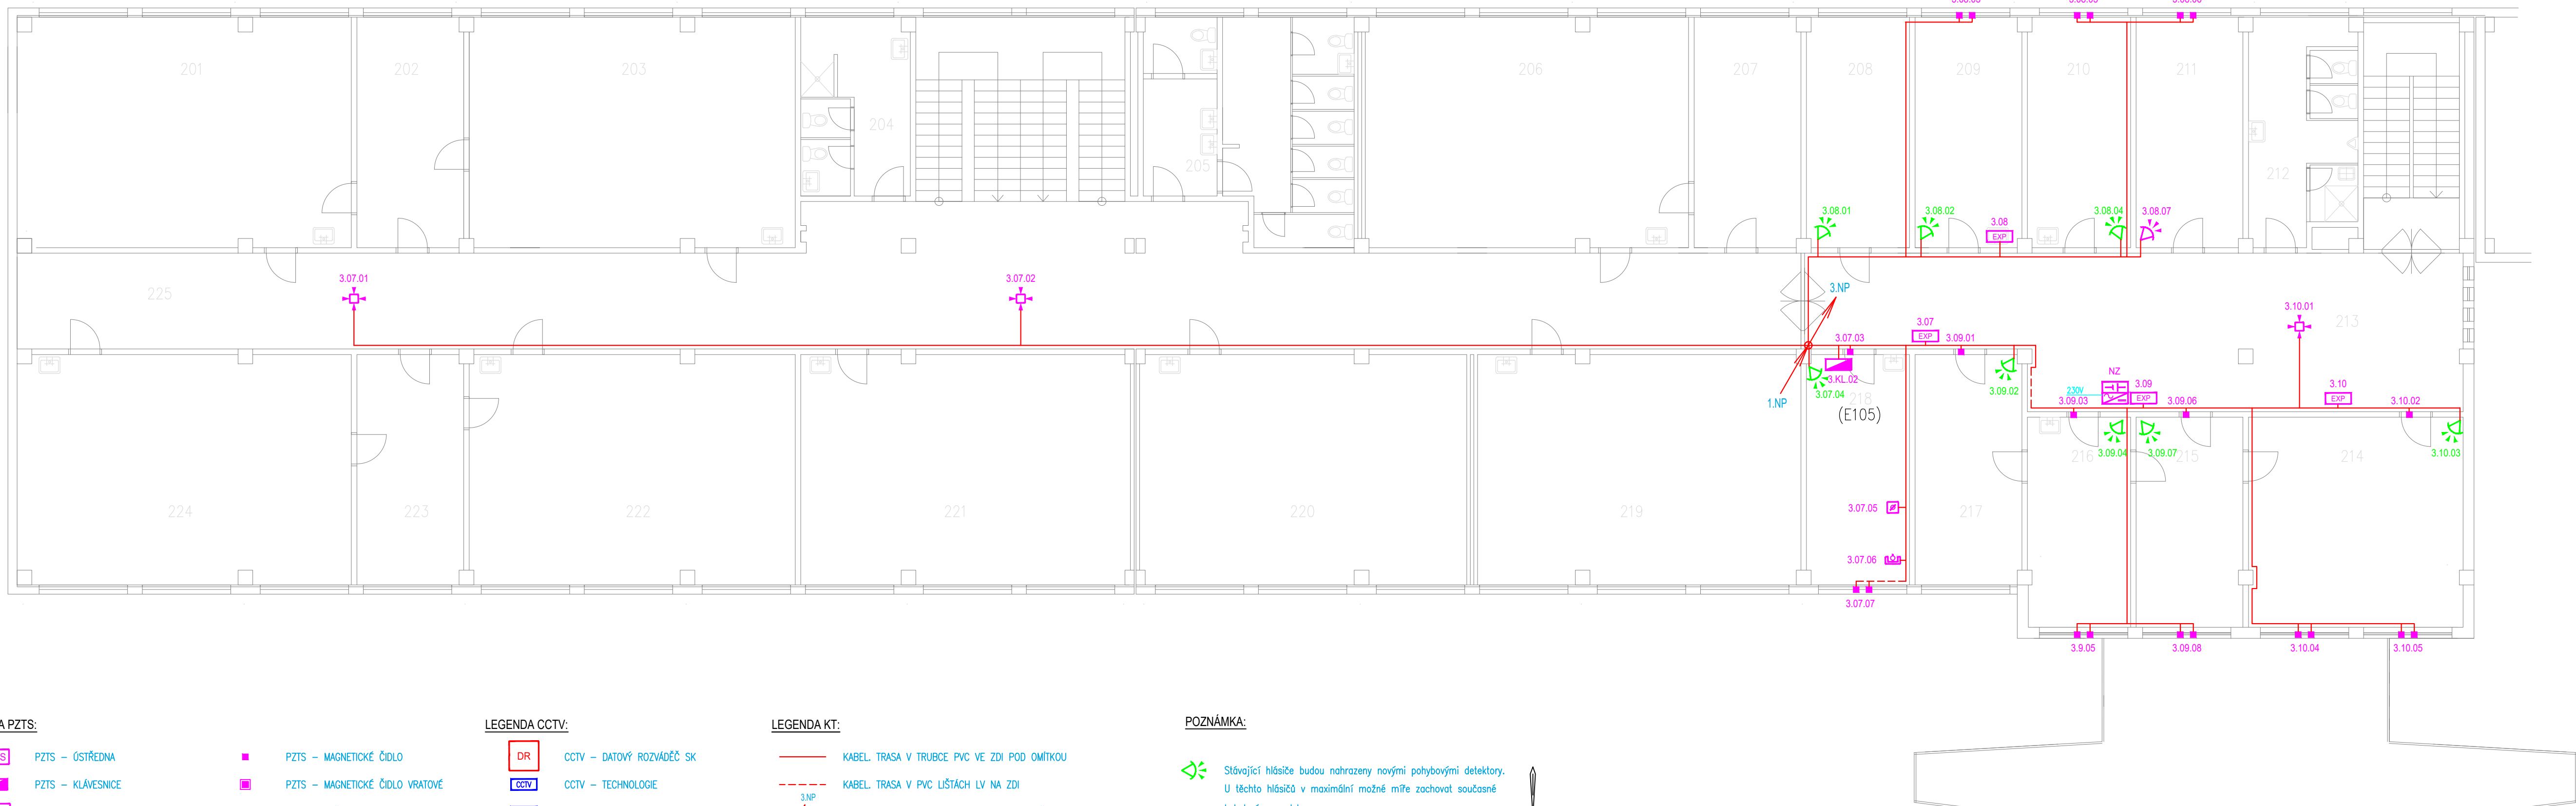 201
202
203
204
205
206
207
208
209
210
211
212
3.08.01
3.08.02
3.08
EXP
3.08.04
3.08.07
225
3.07.01
3.07.02
3.NP
3.10.01
213
3.07.03
3.07
EXP
3.09.01
1.NP
3.KL.02
3.07.04
218
(E105)
3.09.02
NZ
230V
3.09
EXP
3.09.03
3.09.06
3.10
EXP
3.10.02
216
3.09.04
3.09.07
215
214
3.10.03
224
223
222
221
220
219
3.07.05
217
3.07.06
3.07.07
3.9.05
3.09.08
3.10.04
3.10.05
A PZTS:
S
PZTS – ÚSTŘEDNA
PZTS – KLÁVESNICE
PZTS – MAGNETICKÉ ČIDLO
PZTS – MAGNETICKÉ ČIDLO VRATOVÉ
LEGENDA CCTV:
DR
CCTV – DATOVÝ ROZVÁDĚČ SK
CCTV
CCTV – TECHNOLOGIE
LEGENDA KT:
KABEL. TRASA V TRUBCE PVC VE ZDI POD OMÍTKOU
KABEL. TRASA V PVC LIŠTÁCH LV NA ZDI
3.NP
POZNÁMKA:
Stávající hlásiče budou nahrazeny novými pohybovými detektory.
U těchto hlásičů v maximální možné míře zachovat současné